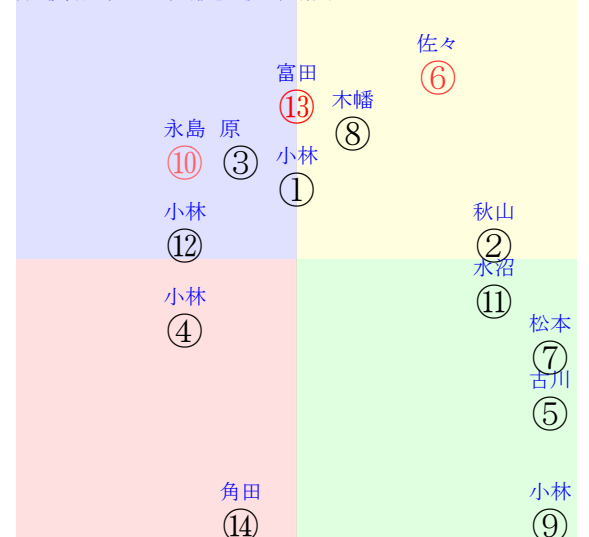 佐々
⑥
富田
⑬
木幡
⑧
永島
⑩
原
③
小林
①
小林
⑫
秋山
②
水沼
⑪
小林
④
松本
⑦
古川
⑤
角田
⑭
小林
⑨